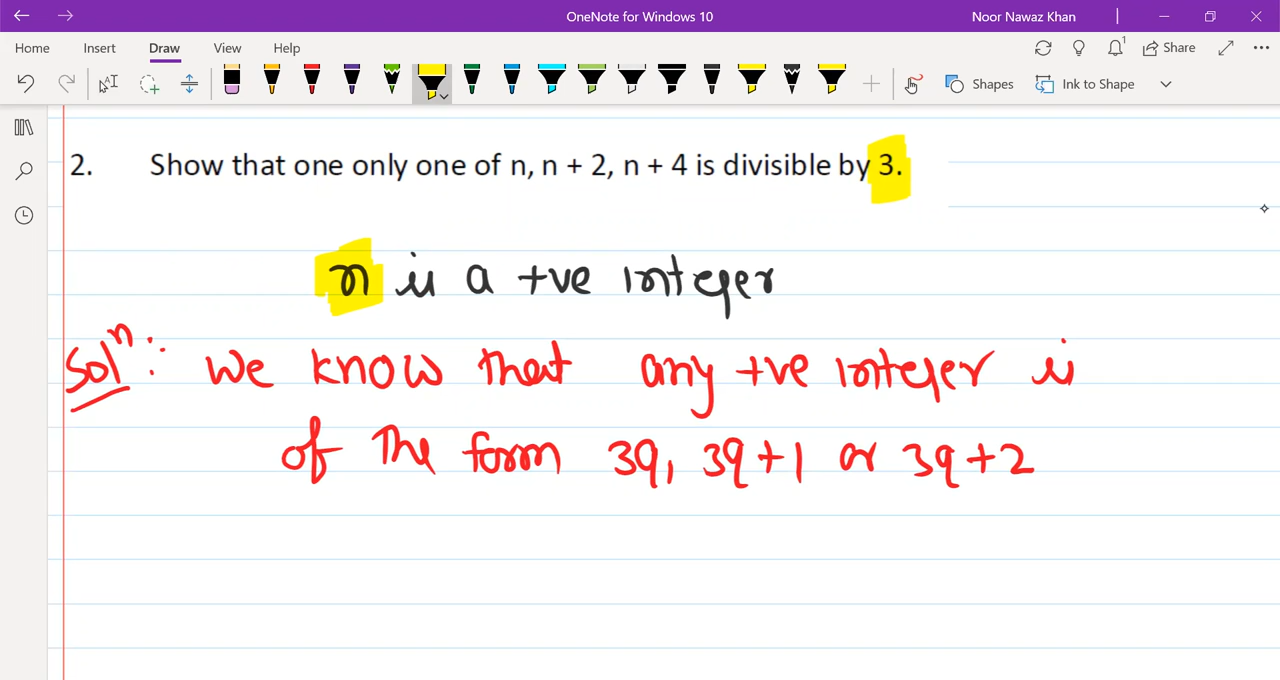 OneNote for Windows 10
Noor Nawaz Khan
Home Insert Draw View Help
1
Share
Shapes
Ink to Shape
2. Show that one only one of n, n + 2, n + 4 is divisible by 3.
n is a +ve integer
Solⁿ: We know that any +ve integer is
of the form 3q, 3q+1 or 3q+2